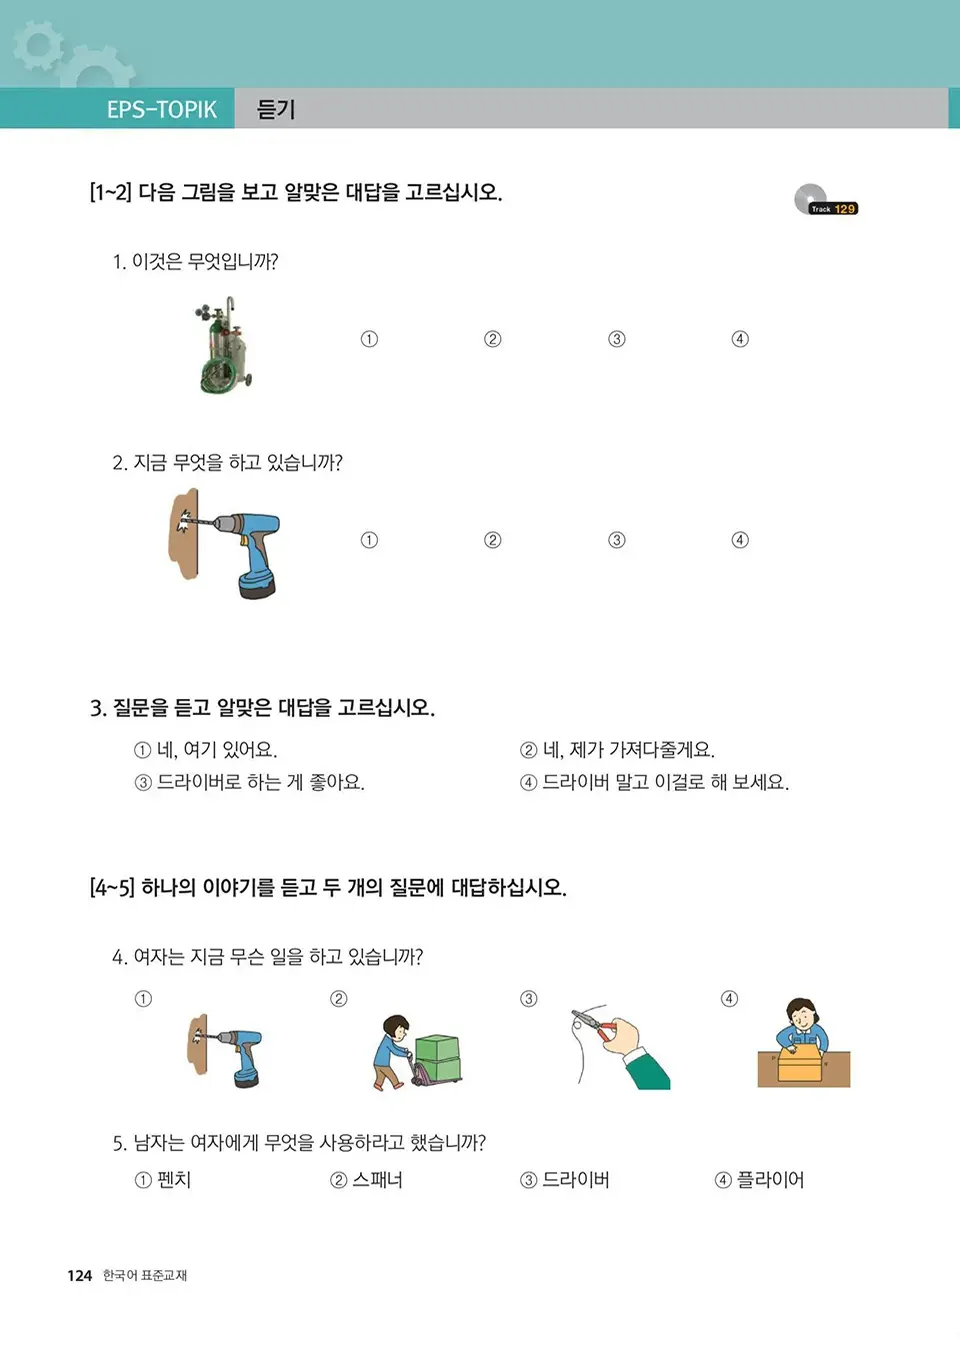 EPS-TOPIK 듣기
[1~2] 다음 그림을 보고 알맞은 대답을 고르십시오.
Track 129
1. 이것은 무엇입니까?
① ② ③ ④
2. 지금 무엇을 하고 있습니까?
① ② ③ ④
3. 질문을 듣고 알맞은 대답을 고르십시오.
① 네, 여기 있어요. ② 네, 제가 가져다줄게요.
③ 드라이버로 하는 게 좋아요. ④ 드라이버 말고 이걸로 해 보세요.
[4~5] 하나의 이야기를 듣고 두 개의 질문에 대답하십시오.
4. 여자는 지금 무슨 일을 하고 있습니까?
① ② ③ ④
5. 남자는 여자에게 무엇을 사용하라고 했습니까?
① 펜치 ② 스패너 ③ 드라이버 ④ 플라이어
124 한국어 표준교재